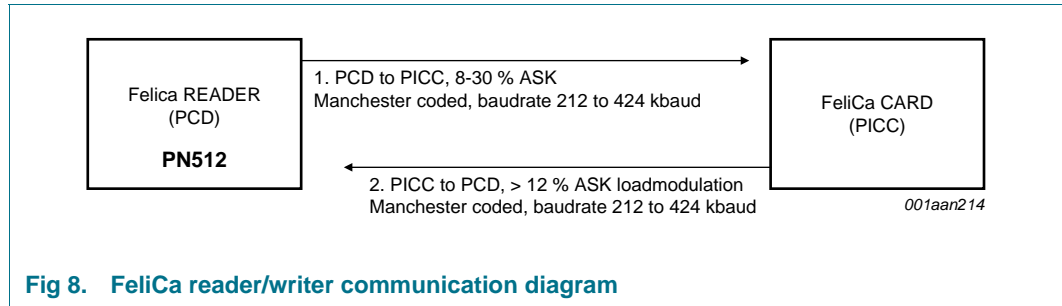 Felica READER
(PCD)
PN512
1. PCD to PICC, 8-30 % ASK
Manchester coded, baudrate 212 to 424 kbaud
2. PICC to PCD, > 12 % ASK loadmodulation
Manchester coded, baudrate 212 to 424 kbaud
FeliCa CARD
(PICC)
001aan214
Fig 8. FeliCa reader/writer communication diagram